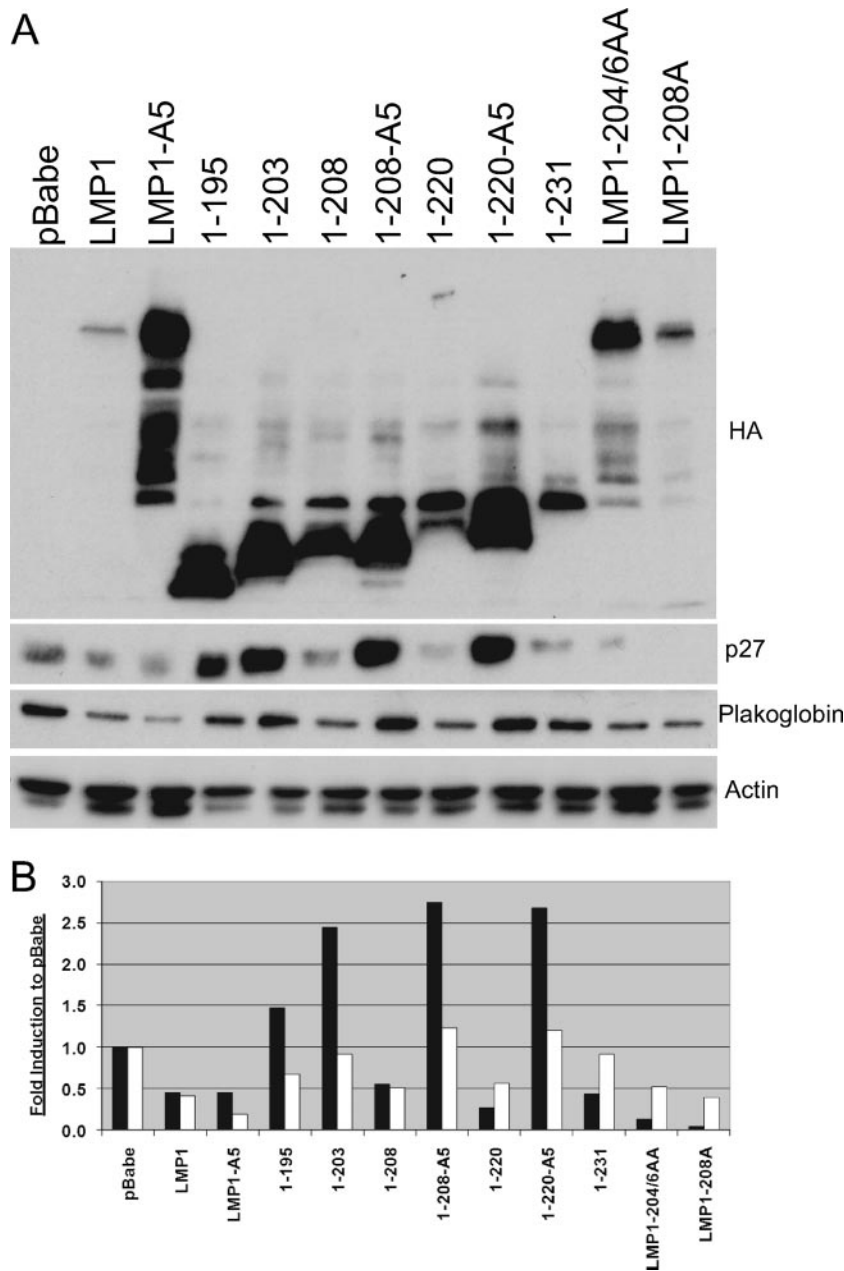 A
pBabe
LMP1
LMP1-A5
1-195
1-203
1-208
1-208-A5
1-220
1-220-A5
1-231
LMP1-204/6AA
LMP1-208A
HA
p27
Plakoglobin
Actin
B
Fold Induction to pBabe
3.0
2.5
2.0
1.5
1.0
0.5
0.0
pBabe
LMP1
LMP1-A5
1-195
1-203
1-208
1-208-A5
1-220
1-220-A5
1-231
LMP1-204/6AA
LMP1-208A